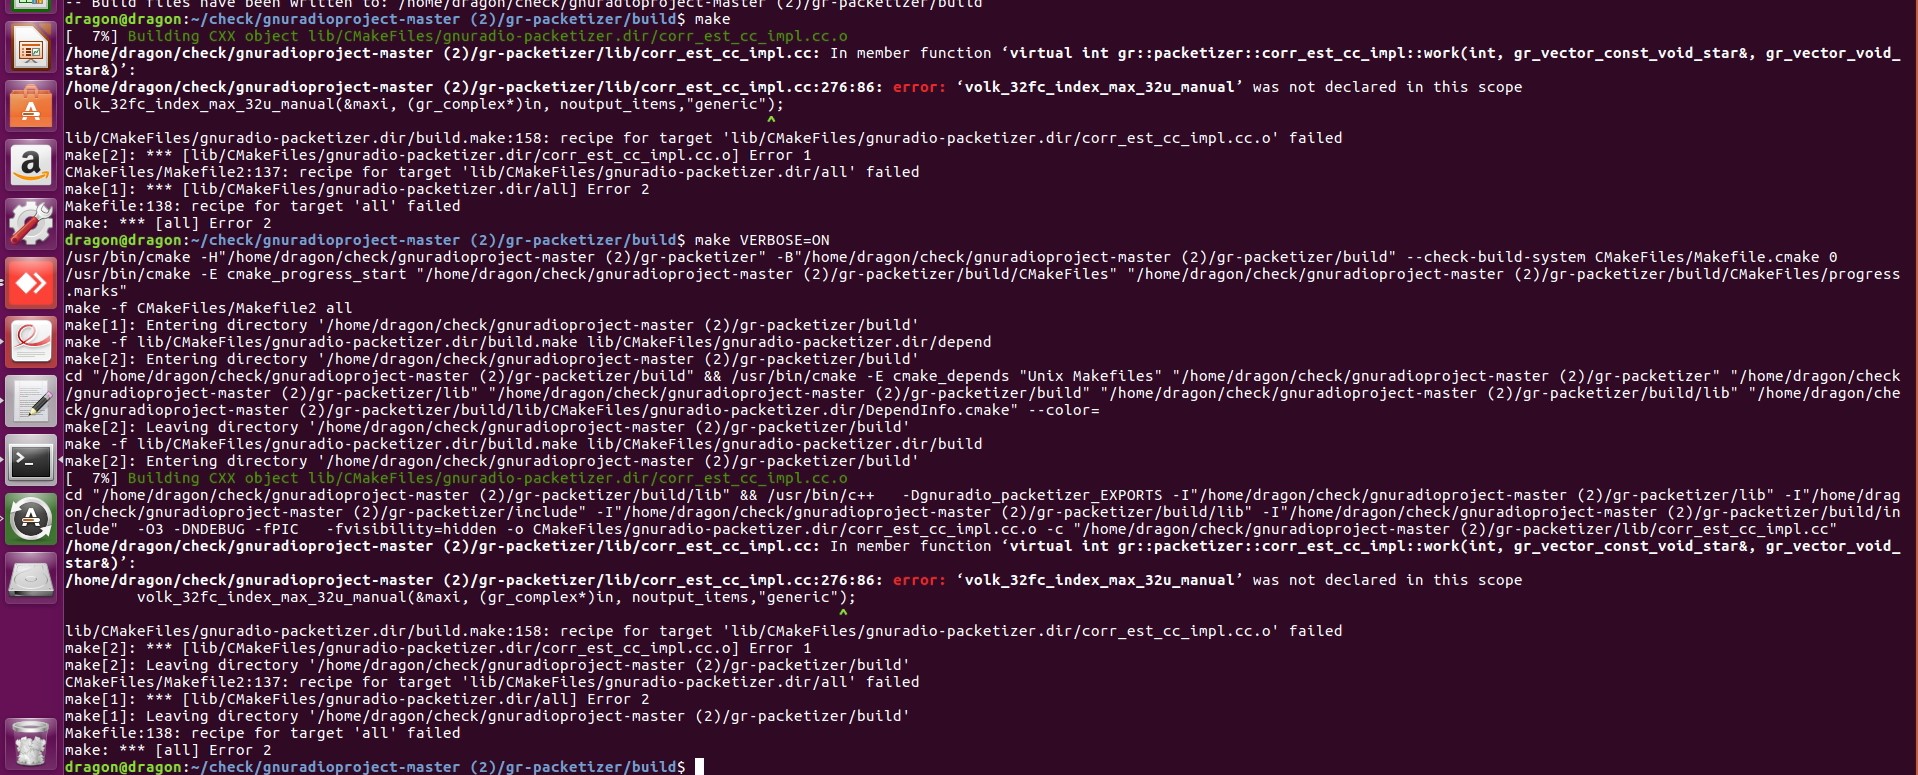 -- Build files have been written to: /home/dragon/check/gnuradioproject-master (2)/gr-packetizer/build
dragon@dragon:~/check/gnuradioproject-master (2)/gr-packetizer/build$ make
[  7%] Building CXX object lib/CMakeFiles/gnuradio-packetizer.dir/corr_est_cc_impl.cc.o
/home/dragon/check/gnuradioproject-master (2)/gr-packetizer/lib/corr_est_cc_impl.cc: In member function ‘virtual int gr::packetizer::corr_est_cc_impl::work(int, gr_vector_const_void_star&, gr_vector_void_
star&)’:
/home/dragon/check/gnuradioproject-master (2)/gr-packetizer/lib/corr_est_cc_impl.cc:276:86: error: ‘volk_32fc_index_max_32u_manual’ was not declared in this scope
 olk_32fc_index_max_32u_manual(&maxi, (gr_complex*)in, noutput_items,"generic");
^
lib/CMakeFiles/gnuradio-packetizer.dir/build.make:158: recipe for target 'lib/CMakeFiles/gnuradio-packetizer.dir/corr_est_cc_impl.cc.o' failed
make[2]: *** [lib/CMakeFiles/gnuradio-packetizer.dir/corr_est_cc_impl.cc.o] Error 1
CMakeFiles/Makefile2:137: recipe for target 'lib/CMakeFiles/gnuradio-packetizer.dir/all' failed
make[1]: *** [lib/CMakeFiles/gnuradio-packetizer.dir/all] Error 2
Makefile:138: recipe for target 'all' failed
make: *** [all] Error 2
dragon@dragon:~/check/gnuradioproject-master (2)/gr-packetizer/build$ make VERBOSE=ON
/usr/bin/cmake -H"/home/dragon/check/gnuradioproject-master (2)/gr-packetizer" -B"/home/dragon/check/gnuradioproject-master (2)/gr-packetizer/build" --check-build-system CMakeFiles/Makefile.cmake 0
/usr/bin/cmake -E cmake_progress_start "/home/dragon/check/gnuradioproject-master (2)/gr-packetizer/build/CMakeFiles" "/home/dragon/check/gnuradioproject-master (2)/gr-packetizer/build/CMakeFiles/progress
.marks"
make -f CMakeFiles/Makefile2 all
make[1]: Entering directory '/home/dragon/check/gnuradioproject-master (2)/gr-packetizer/build'
make -f lib/CMakeFiles/gnuradio-packetizer.dir/build.make lib/CMakeFiles/gnuradio-packetizer.dir/depend
make[2]: Entering directory '/home/dragon/check/gnuradioproject-master (2)/gr-packetizer/build'
cd "/home/dragon/check/gnuradioproject-master (2)/gr-packetizer/build" && /usr/bin/cmake -E cmake_depends "Unix Makefiles" "/home/dragon/check/gnuradioproject-master (2)/gr-packetizer" "/home/dragon/check
/gnuradioproject-master (2)/gr-packetizer/lib" "/home/dragon/check/gnuradioproject-master (2)/gr-packetizer/build" "/home/dragon/check/gnuradioproject-master (2)/gr-packetizer/build/lib" "/home/dragon/che
ck/gnuradioproject-master (2)/gr-packetizer/build/lib/CMakeFiles/gnuradio-packetizer.dir/DependInfo.cmake" --color=
make[2]: Leaving directory '/home/dragon/check/gnuradioproject-master (2)/gr-packetizer/build'
make -f lib/CMakeFiles/gnuradio-packetizer.dir/build.make lib/CMakeFiles/gnuradio-packetizer.dir/build
make[2]: Entering directory '/home/dragon/check/gnuradioproject-master (2)/gr-packetizer/build'
[  7%] Building CXX object lib/CMakeFiles/gnuradio-packetizer.dir/corr_est_cc_impl.cc.o
cd "/home/dragon/check/gnuradioproject-master (2)/gr-packetizer/build/lib" && /usr/bin/c++   -Dgnuradio_packetizer_EXPORTS -I"/home/dragon/check/gnuradioproject-master (2)/gr-packetizer/lib" -I"/home/drag
on/check/gnuradioproject-master (2)/gr-packetizer/include" -I"/home/dragon/check/gnuradioproject-master (2)/gr-packetizer/build/lib" -I"/home/dragon/check/gnuradioproject-master (2)/gr-packetizer/build/in
clude"  -O3 -DNDEBUG -fPIC   -fvisibility=hidden -o CMakeFiles/gnuradio-packetizer.dir/corr_est_cc_impl.cc.o -c "/home/dragon/check/gnuradioproject-master (2)/gr-packetizer/lib/corr_est_cc_impl.cc"
/home/dragon/check/gnuradioproject-master (2)/gr-packetizer/lib/corr_est_cc_impl.cc: In member function ‘virtual int gr::packetizer::corr_est_cc_impl::work(int, gr_vector_const_void_star&, gr_vector_void_
star&)’:
/home/dragon/check/gnuradioproject-master (2)/gr-packetizer/lib/corr_est_cc_impl.cc:276:86: error: ‘volk_32fc_index_max_32u_manual’ was not declared in this scope
        volk_32fc_index_max_32u_manual(&maxi, (gr_complex*)in, noutput_items,"generic");
^
lib/CMakeFiles/gnuradio-packetizer.dir/build.make:158: recipe for target 'lib/CMakeFiles/gnuradio-packetizer.dir/corr_est_cc_impl.cc.o' failed
make[2]: *** [lib/CMakeFiles/gnuradio-packetizer.dir/corr_est_cc_impl.cc.o] Error 1
make[2]: Leaving directory '/home/dragon/check/gnuradioproject-master (2)/gr-packetizer/build'
CMakeFiles/Makefile2:137: recipe for target 'lib/CMakeFiles/gnuradio-packetizer.dir/all' failed
make[1]: *** [lib/CMakeFiles/gnuradio-packetizer.dir/all] Error 2
make[1]: Leaving directory '/home/dragon/check/gnuradioproject-master (2)/gr-packetizer/build'
Makefile:138: recipe for target 'all' failed
make: *** [all] Error 2
dragon@dragon:~/check/gnuradioproject-master (2)/gr-packetizer/build$